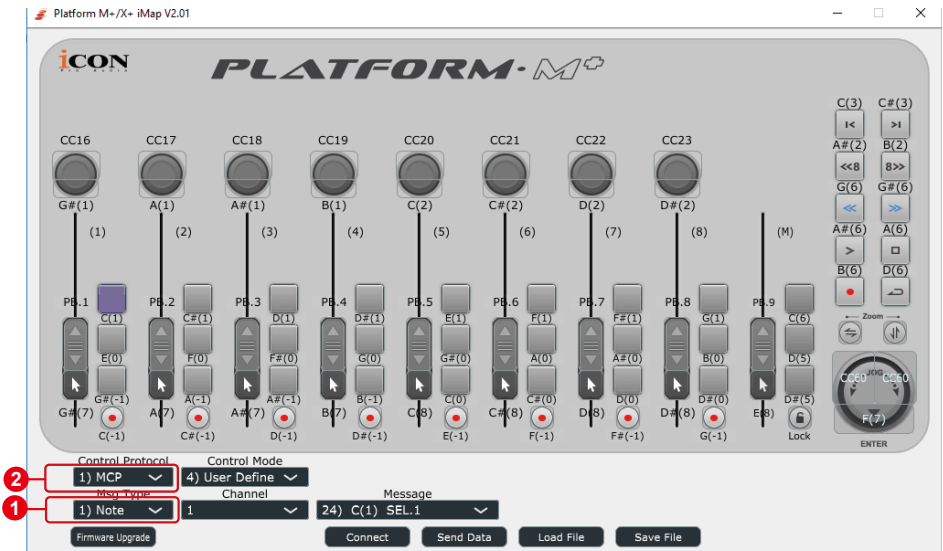 Platform M+/X+ iMap V2.01
iCON
Pro Audio
PLATFORM·M+
C(3) C#(3)
CC16 CC17 CC18 CC19 CC20 CC21 CC22 CC23
I< >I
A#(2) B(2)
<<8 8>>
G(6) G#(6)
G#(1) A(1) A#(1) B(1) C(2) C#(2) D(2) D#(2)
<< >>
(1) (2) (3) (4) (5) (6) (7) (8) (M)
A#(6) A(6)
>
B(6) D(6)
PB.1 PB.2 PB.3 PB.4 PB.5 PB.6 PB.7 PB.8 PB.9
C(1) C#(1) D(1) D#(1) E(1) F(1) F#(1) G(1) C(6)
Zoom
E(0) F(0) F#(0) G(0) G#(0) A(0) A#(0) B(0) D(5)
JOG
CC60 CC60
G#(-1) A(-1) A#(-1) B(-1) C(0) C#(0) D(0) D#(0) D#(5)
G#(7) A(7) A#(7) B(7) C(8) C#(8) D(8) D#(8) E(8)
F(7)
C(-1) C#(-1) D(-1) D#(-1) E(-1) F(-1) F#(-1) G(-1) Lock
ENTER
Control Protocol Control Mode
2 1) MCP 4) User Define
Msg Type Channel Message
1 1) Note 1 24) C(1) SEL.1
Firmware Upgrade Connect Send Data Load File Save File